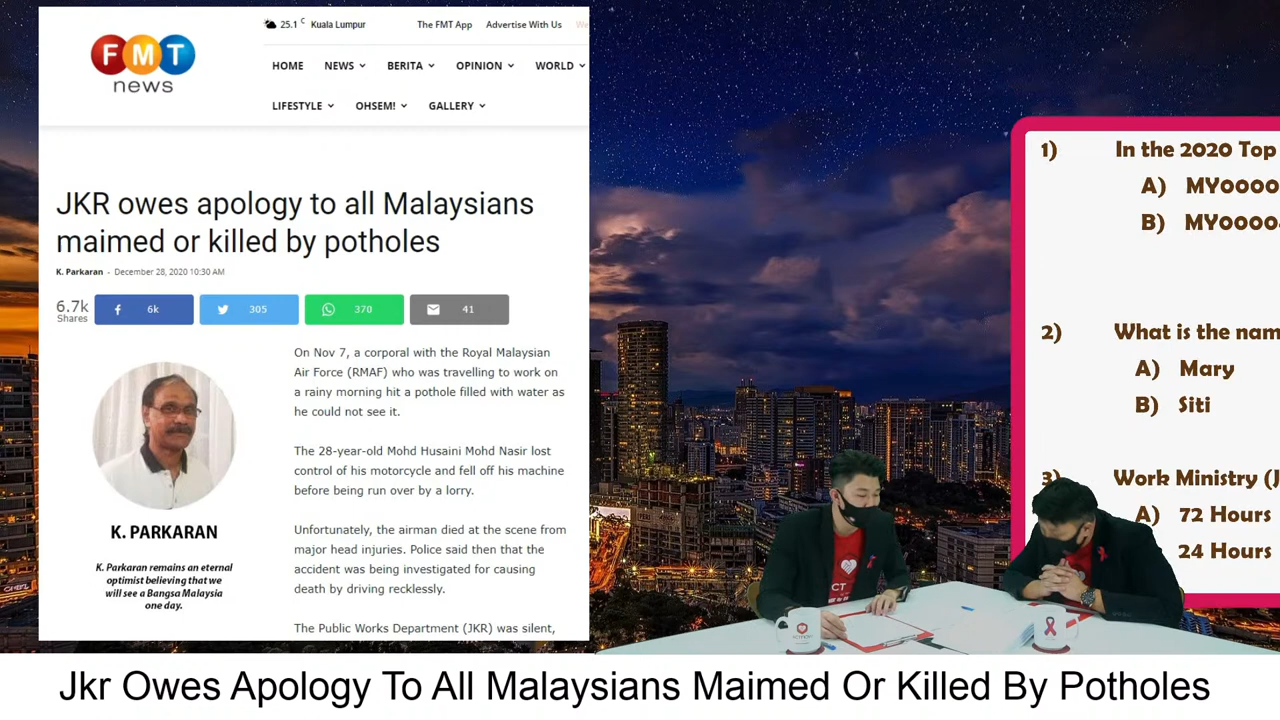 FMT
news
25.1 C Kuala Lumpur
The FMT App
Advertise With Us
HOME
NEWS
BERITA
OPINION
WORLD
LIFESTYLE
OHSEM!
GALLERY
JKR owes apology to all Malaysians
maimed or killed by potholes
K. Parkaran - December 28, 2020 10:30 AM
6.7k
Shares
6k
305
370
41
On Nov 7, a corporal with the Royal Malaysian
Air Force (RMAF) who was travelling to work on
a rainy morning hit a pothole filled with water as
he could not see it.
The 28-year-old Mohd Husaini Mohd Nasir lost
control of his motorcycle and fell off his machine
before being run over by a lorry.
Unfortunately, the airman died at the scene from
major head injuries. Police said then that the
accident was being investigated for causing
death by driving recklessly.
The Public Works Department (JKR) was silent,
K. PARKARAN
K. Parkaran remains an eternal
optimist believing that we
will see a Bangsa Malaysia
one day.
1) In the 2020 Top
A) MY0000
B) MY0000
2) What is the nam
A) Mary
B) Siti
3) Work Ministry (J
A) 72 Hours
24 Hours
Jkr Owes Apology To All Malaysians Maimed Or Killed By Potholes